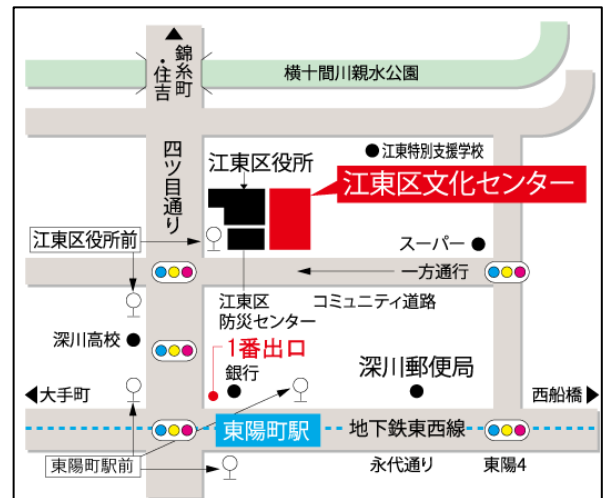 錦糸町
・住吉
横十間川親水公園
四ツ目通り
江東区役所
江東特別支援学校
江東区文化センター
江東区役所前
スーパー
一方通行
江東区
防災センター
コミュニティ道路
深川高校
1番出口
銀行
深川郵便局
大手町
西船橋
東陽町駅
地下鉄東西線
東陽町駅前
永代通り
東陽4